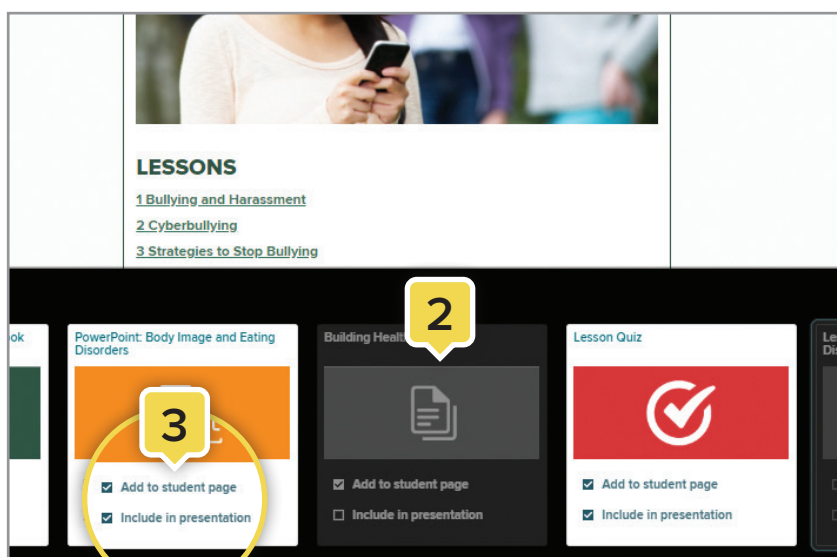 LESSONS
1 Bullying and Harassment
2 Cyberbullying
3 Strategies to Stop Bullying
2
ok
PowerPoint: Body Image and Eating
Disorders
3
Add to student page
Include in presentation
Building Healt
Add to student page
Include in presentation
Lesson Quiz
Add to student page
Include in presentation
Le
Dis